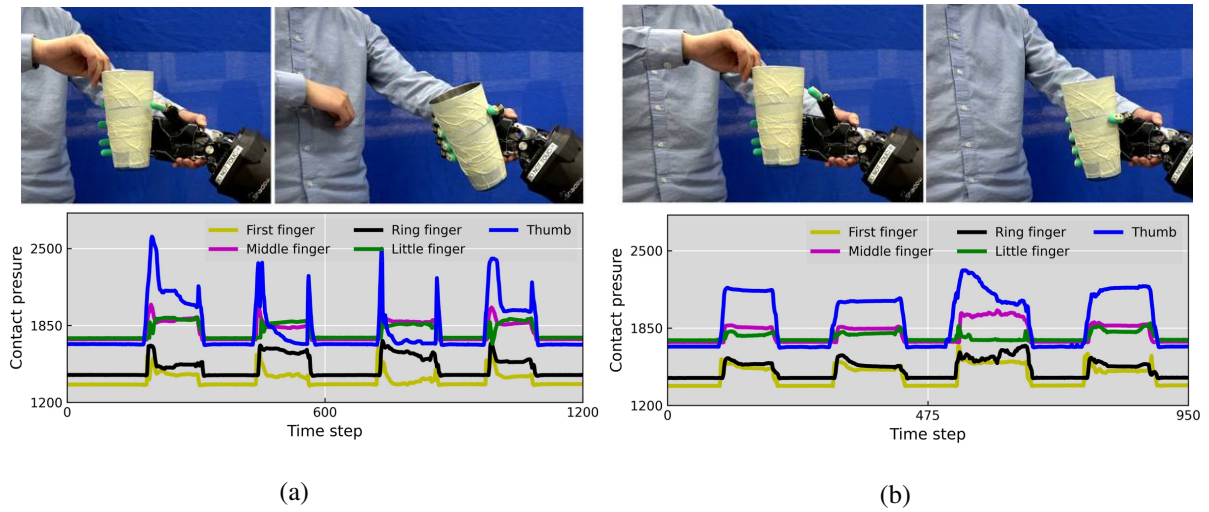 First finger
Ring finger
Thumb
Middle finger
Little finger
Contact presure
2500
1850
1200
0
600
1200
Time step
(a)
First finger
Ring finger
Thumb
Middle finger
Little finger
Contact presure
2500
1850
1200
0
475
950
Time step
(b)